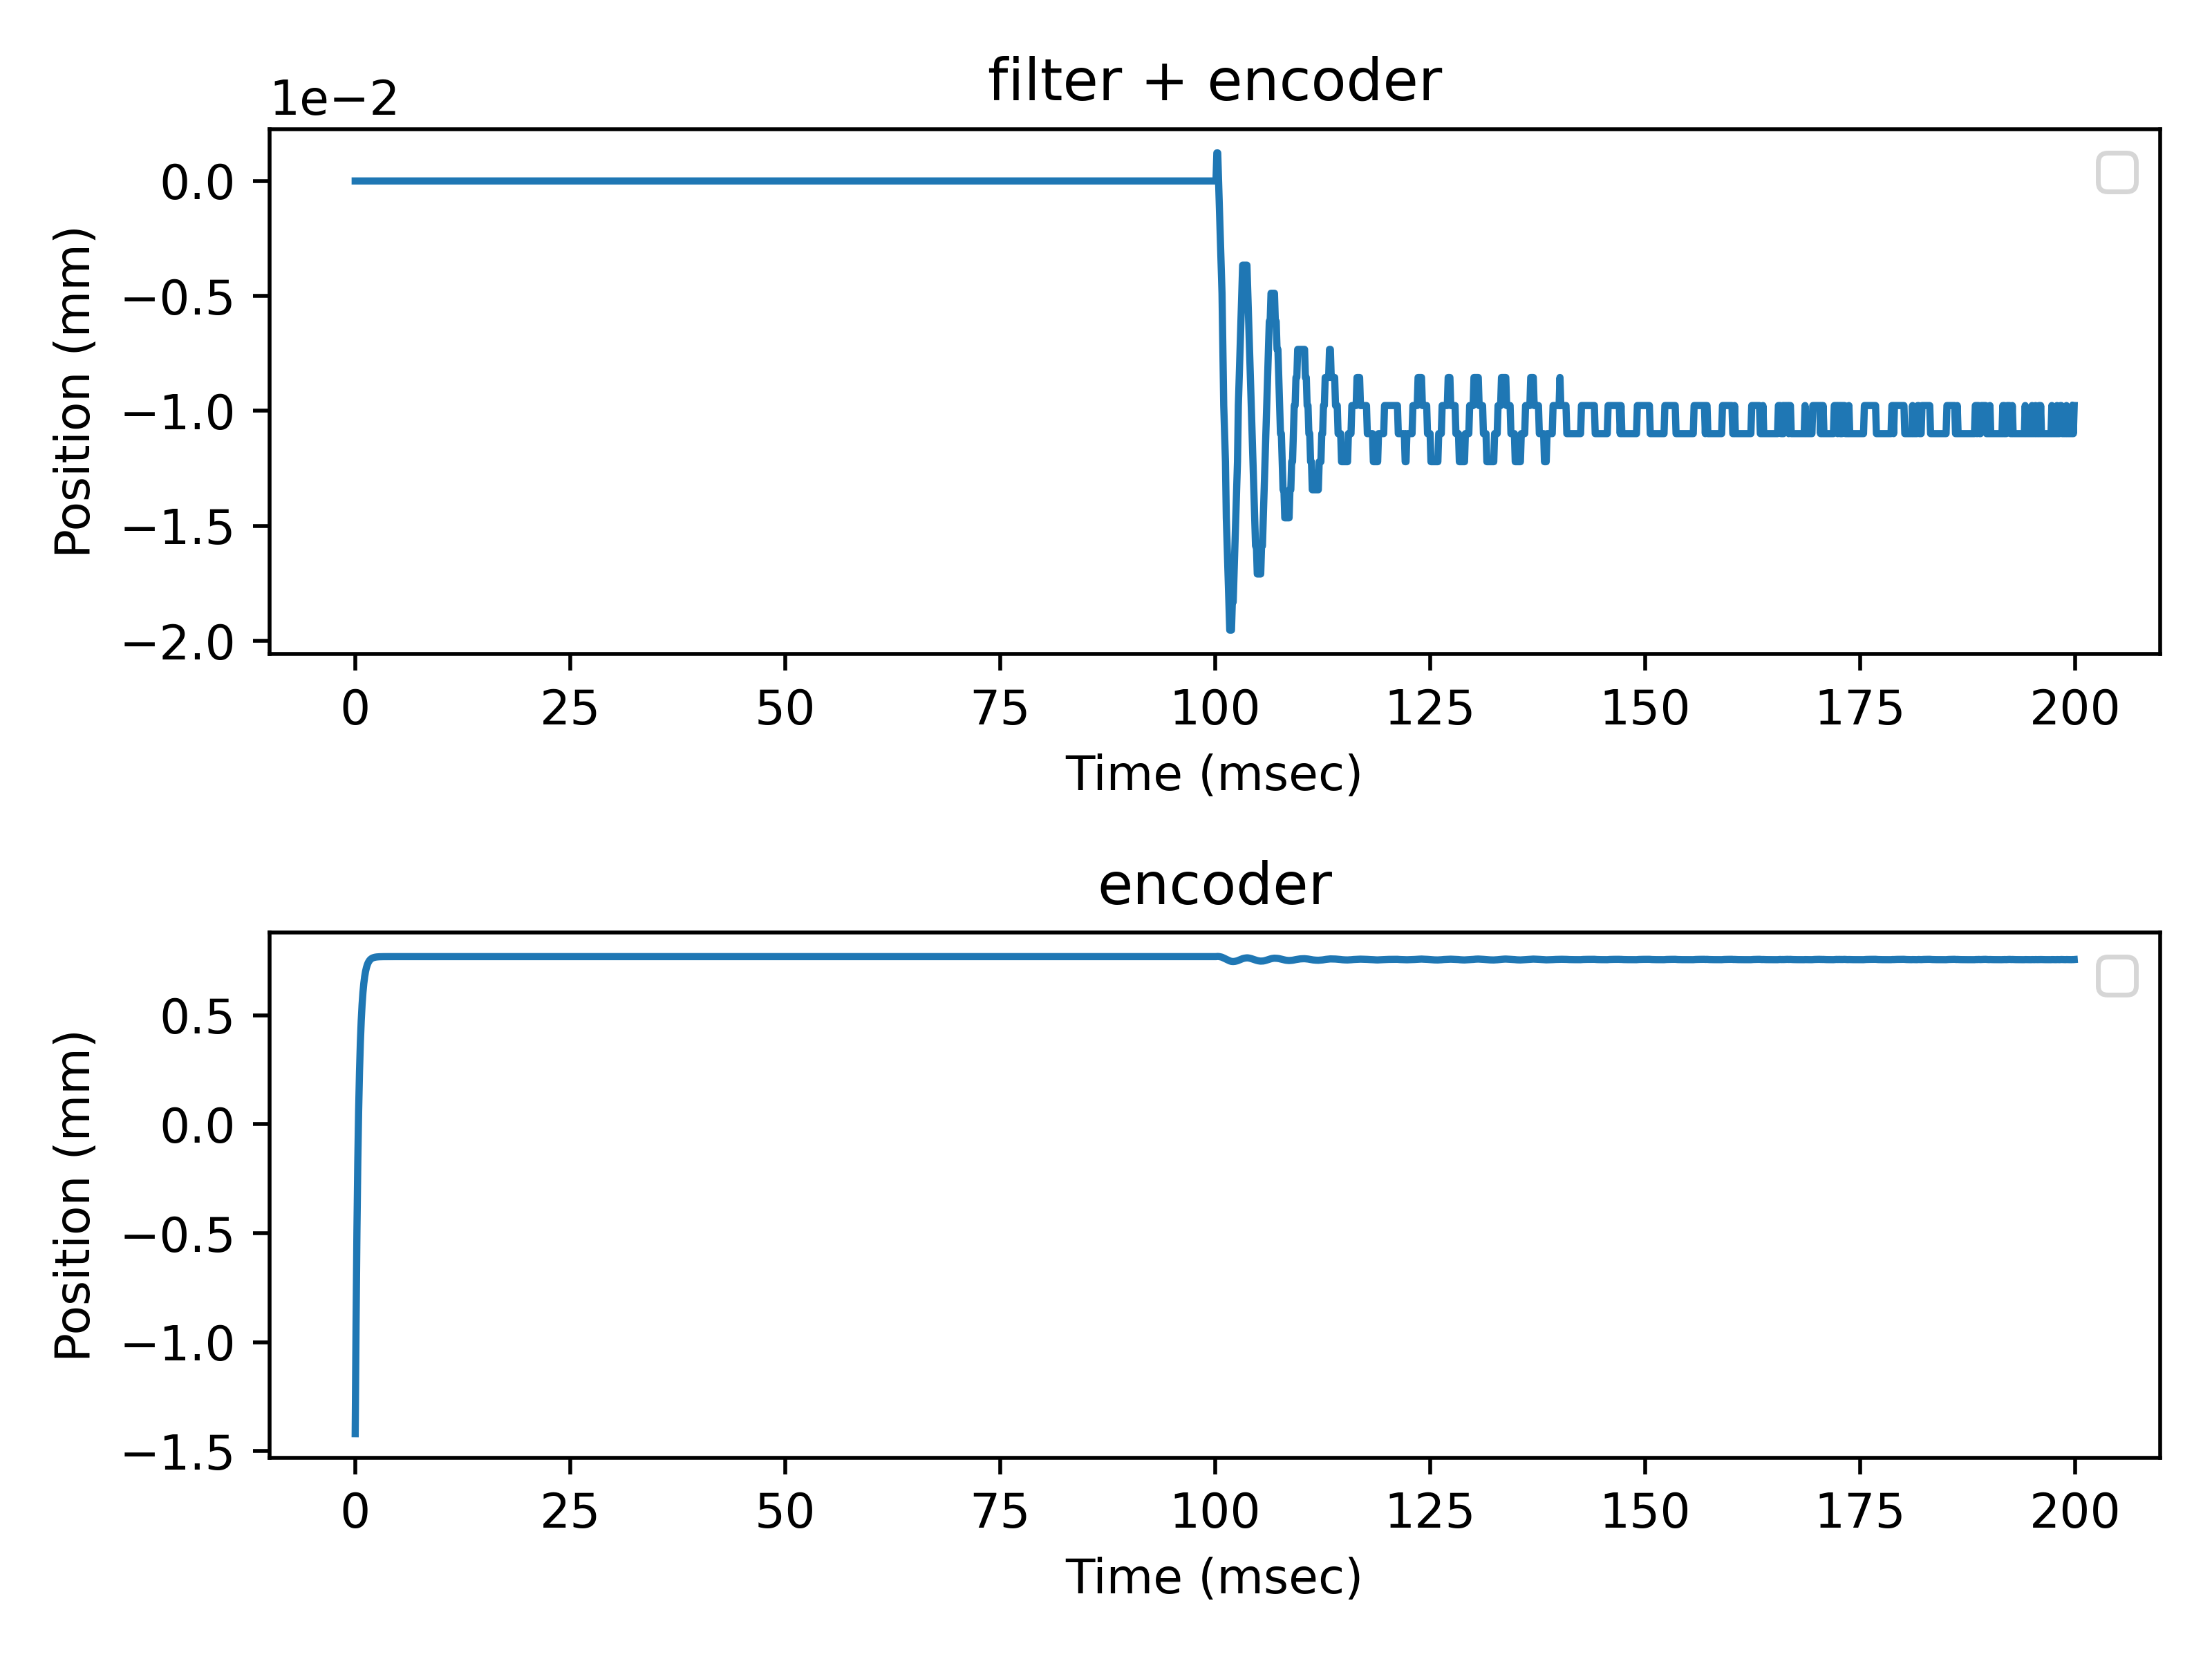 filter + encoder
1e−2
0.0
−0.5
−1.0
−1.5
−2.0
Position (mm)
0 25 50 75 100 125 150 175 200
Time (msec)
encoder
0.5
0.0
−0.5
−1.0
−1.5
Position (mm)
0 25 50 75 100 125 150 175 200
Time (msec)